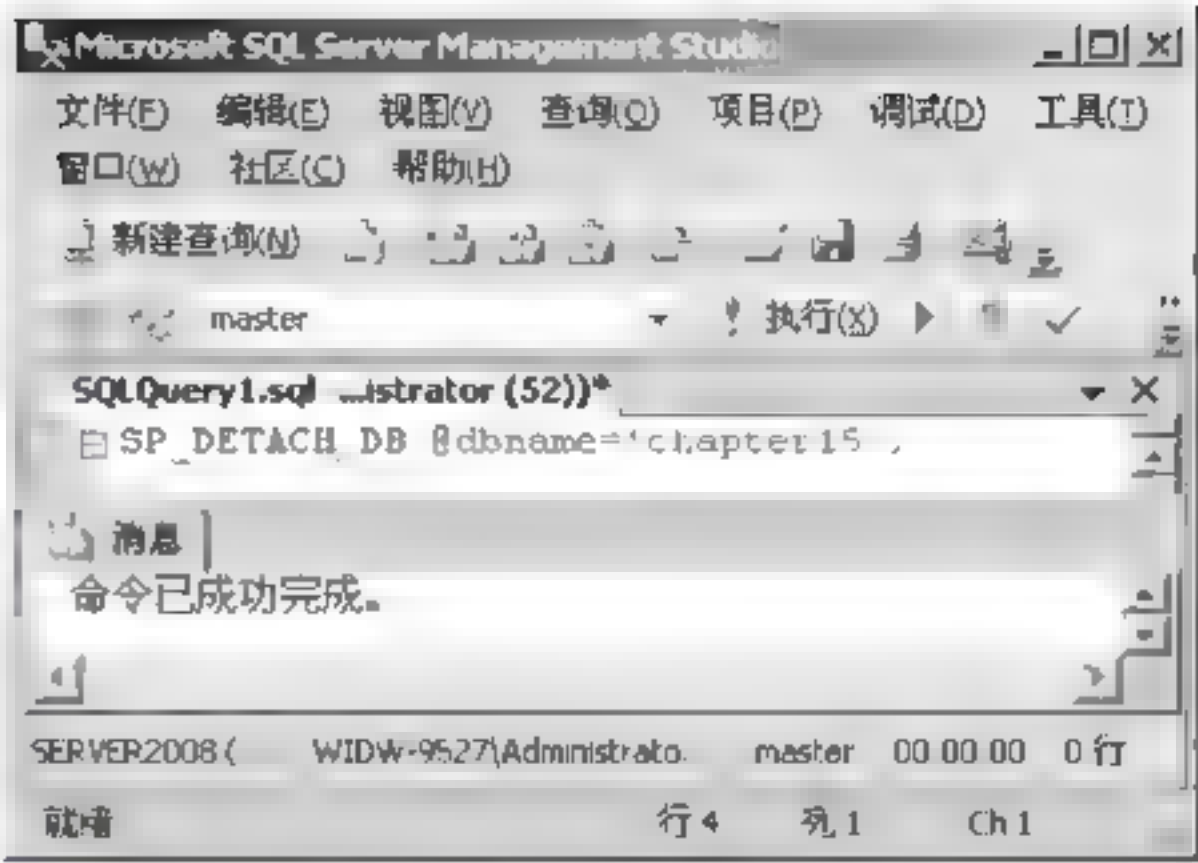 Microsoft SQL Server Management Studio
文件(F) 编辑(E) 视图(V) 查询(Q) 项目(P) 调试(D) 工具(T)
窗口(W) 社区(C) 帮助(H)
新建查询(N)
master 执行(X)
SQLQuery1.sql ...istrator (52))*
SP_DETACH_DB @dbname='chapter15',
消息
命令已成功完成。
SERVER2008 ( WIDW-9527\Administrato... master 00:00:00 0 行
就绪 行 4 列 1 Ch 1